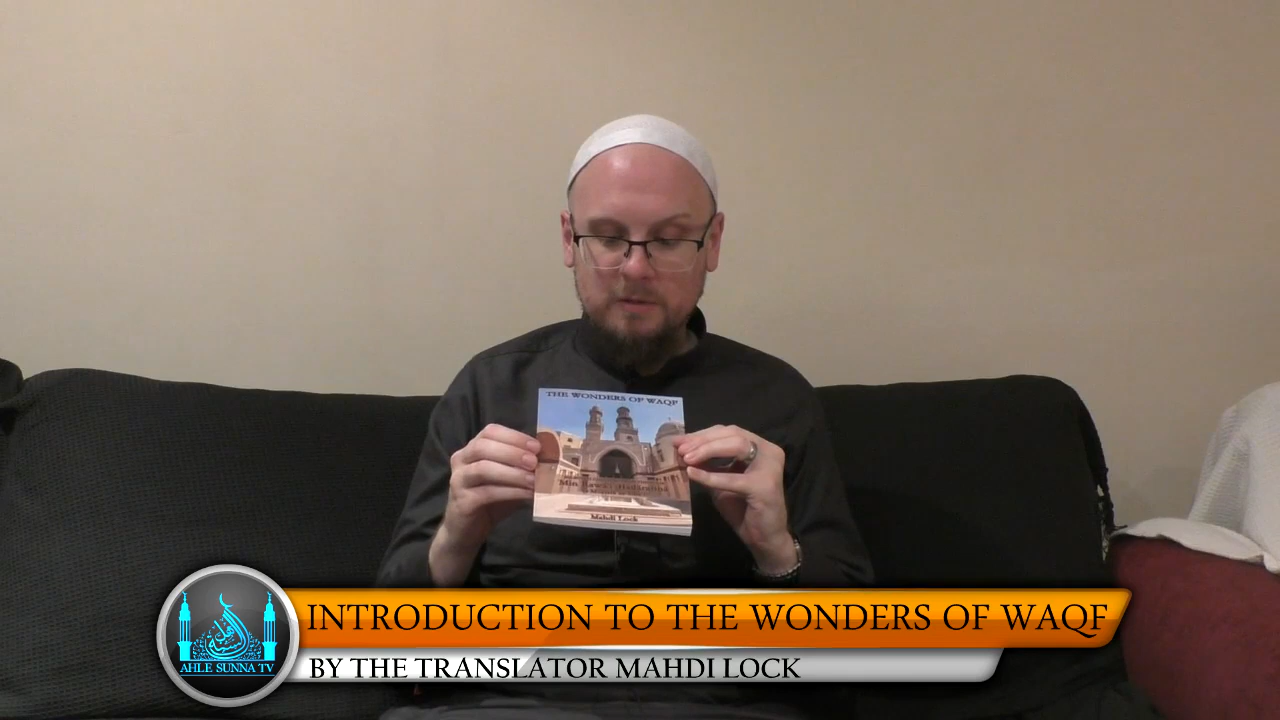 THE WONDERS OF WAQF
Mahdi Lock
INTRODUCTION TO THE WONDERS OF WAQF
BY THE TRANSLATOR MAHDI LOCK
AHLE SUNNA TV